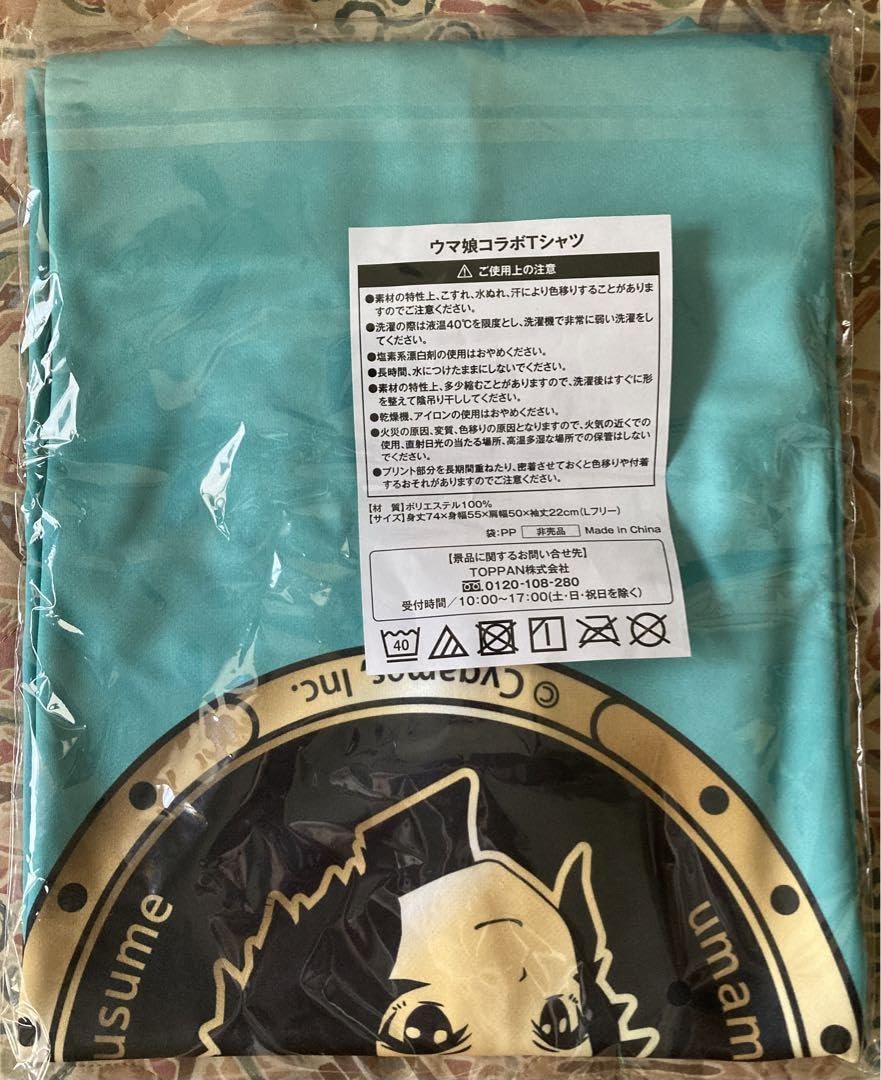 ウマ娘コラボTシャツ
⚠ ご使用上の注意
●素材の特性上、こすれ、水ぬれ、汗により色移りすることがありま
すのでご注意ください。
●洗濯の際は液温40℃を限度とし、洗濯機で非常に弱い洗濯をし
てください。
●塩素系漂白剤の使用はおやめください。
●長時間、水につけたままにしないでください。
●素材の特性上、多少縮むことがありますので、洗濯後はすぐに形
を整えて陰吊り干ししてください。
●乾燥機、アイロンの使用はおやめください。
●火災の原因、変質、色移りの原因となりますので、火気の近くでの
使用、直射日光の当たる場所、高温多湿な場所での保管はしない
でください。
●プリント部分を長期間重ねたり、密着させておくと色移りや付着
するおそれがありますのでご注意ください。
【材　質】ポリエステル100%
【サイズ】身丈74×身幅55×肩幅50×袖丈22cm(Lフリー)
袋:PP 非売品 Made in China
【景品に関するお問い合せ先】
TOPPAN株式会社
0120-108-280
受付時間/10:00〜17:00(土・日・祝日を除く)
40
© Cygames, Inc.
usume
umam